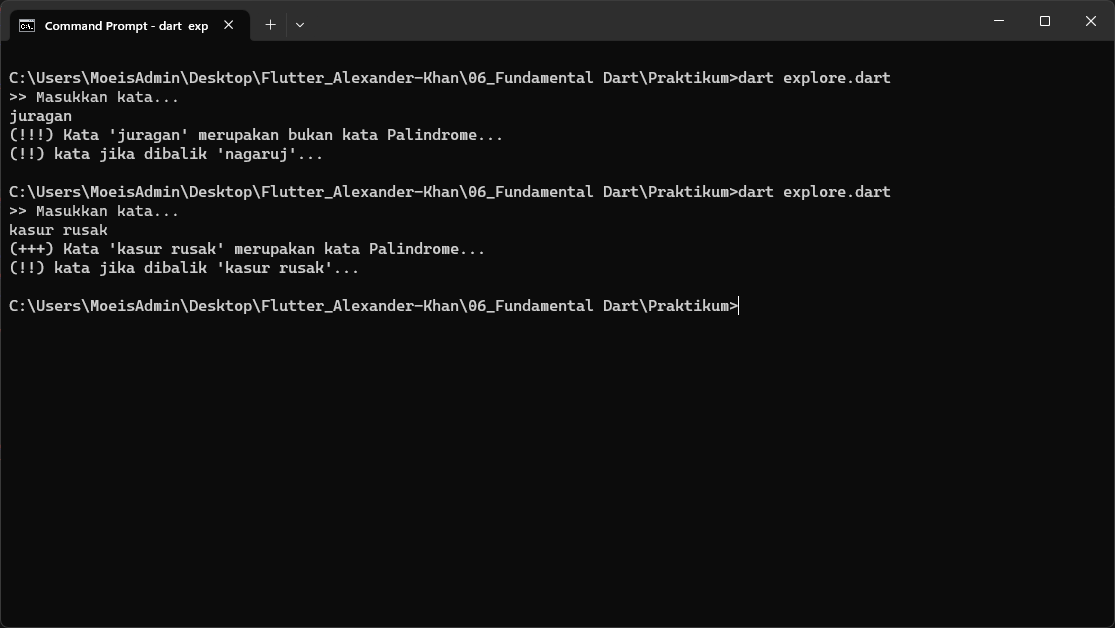 Command Prompt - dart  exp
C:\Users\MoeisAdmin\Desktop\Flutter_Alexander-Khan\06_Fundamental Dart\Praktikum>dart explore.dart
>> Masukkan kata...
juragan
(!!!) Kata 'juragan' merupakan bukan kata Palindrome...
(!!) kata jika dibalik 'nagaruj'...
C:\Users\MoeisAdmin\Desktop\Flutter_Alexander-Khan\06_Fundamental Dart\Praktikum>dart explore.dart
>> Masukkan kata...
kasur rusak
(+++) Kata 'kasur rusak' merupakan kata Palindrome...
(!!) kata jika dibalik 'kasur rusak'...
C:\Users\MoeisAdmin\Desktop\Flutter_Alexander-Khan\06_Fundamental Dart\Praktikum>